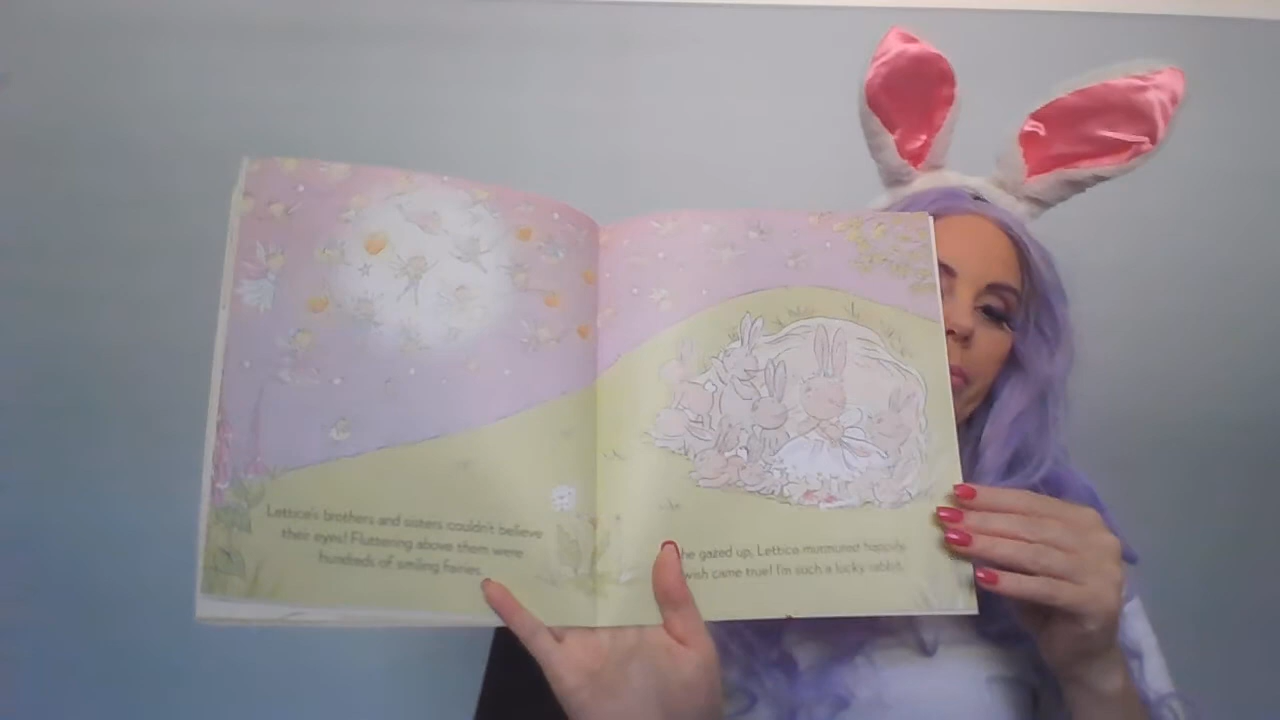 Lettice's brothers and sisters couldn't believe
their eyes! Fluttering above them were
hundreds of smiling fairies.
he gazed up, Lettice murmured happily,
wish came true! I'm such a lucky rabbit.